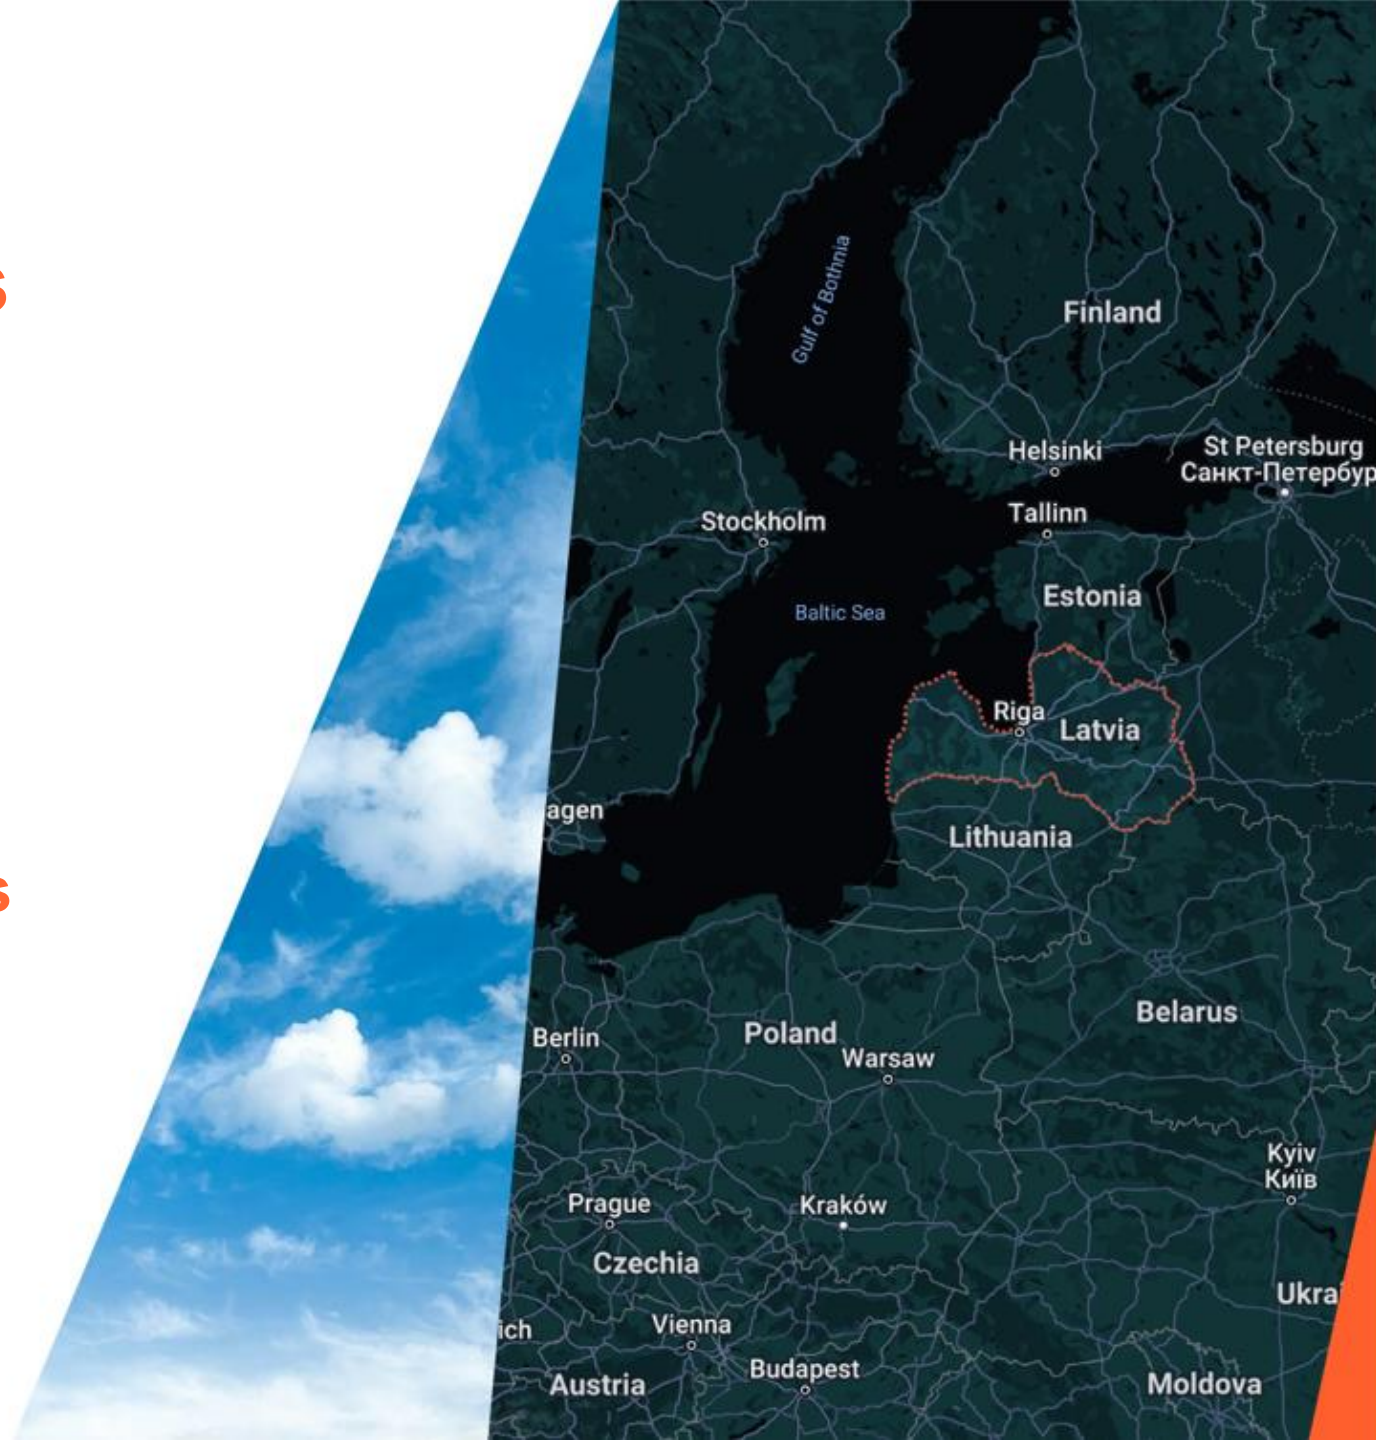 s
Gulf of Bothnia
Finland
Helsinki
St Petersburg
Санкт-Петербур
Stockholm
Tallinn
Estonia
Baltic Sea
Riga
Latvia
agen
Lithuania
s
Belarus
Poland
Berlin
Warsaw
Kyiv
Київ
Prague
Kraków
Czechia
Ukrai
ich
Vienna
Budapest
Austria
Moldova